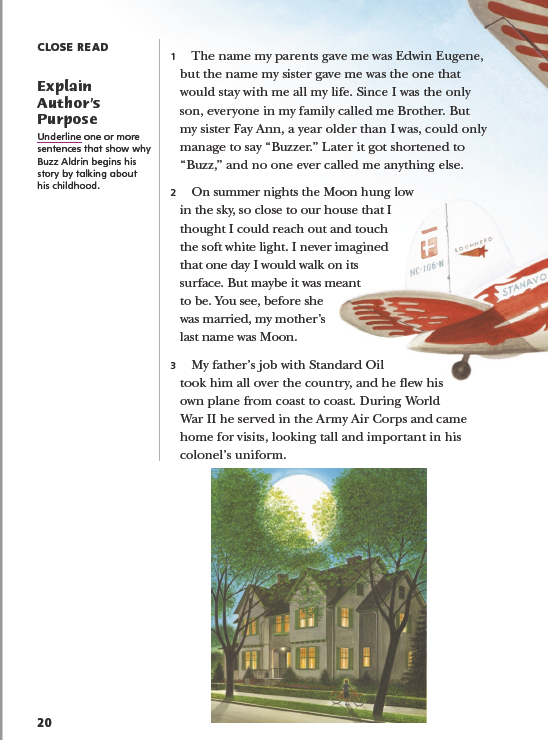 CLOSE READ
Explain
Author's
Purpose
Underline one or more
sentences that show why
Buzz Aldrin begins his
story by talking about
his childhood.
1 The name my parents gave me was Edwin Eugene,
but the name my sister gave me was the one that
would stay with me all my life. Since I was the only
son, everyone in my family called me Brother. But
my sister Fay Ann, a year older than I was, could only
manage to say “Buzzer.” Later it got shortened to
“Buzz,” and no one ever called me anything else.
2 On summer nights the Moon hung low
in the sky, so close to our house that I
thought I could reach out and touch
the soft white light. I never imagined
that one day I would walk on its
surface. But maybe it was meant
to be. You see, before she
was married, my mother’s
last name was Moon.
LOCKHEED
NC-106-N
STANAVO
3 My father’s job with Standard Oil
took him all over the country, and he flew his
own plane from coast to coast. During World
War II he served in the Army Air Corps and came
home for visits, looking tall and important in his
colonel’s uniform.
20